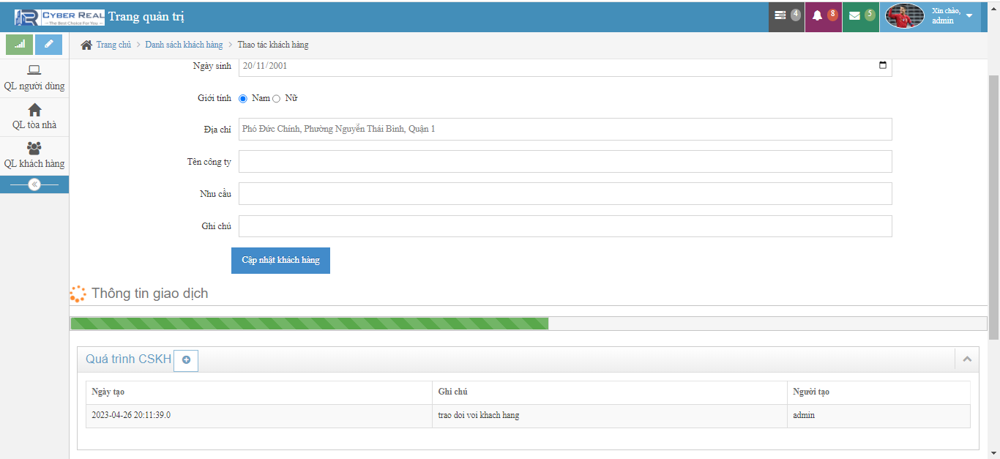 CYBER REAL
The Best Choice For You
Trang quản trị
4
8
5
Xin chào,
admin
Trang chủ > Danh sách khách hàng > Thao tác khách hàng
QL người dùng
QL tòa nhà
QL khách hàng
Ngày sinh 20/11/2001
Giới tính Nam Nữ
Địa chỉ Phó Đức Chính, Phường Nguyễn Thái Bình, Quận 1
Tên công ty
Nhu cầu
Ghi chú
Cập nhật khách hàng
Thông tin giao dịch
Quá trình CSKH
Ngày tạo Ghi chú Người tạo
2023-04-26 20:11:39.0 trao doi voi khach hang admin